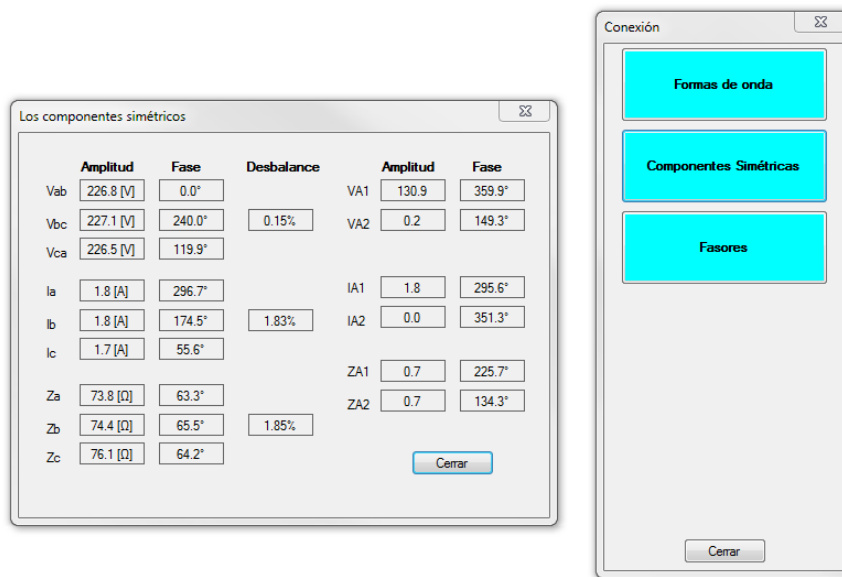 Conexión
Formas de onda
Componentes Simétricas
Fasores
Cerrar
Los componentes simétricos
Amplitud Fase Desbalance Amplitud Fase
Vab 226.8 [V] 0.0° VA1 130.9 359.9°
Vbc 227.1 [V] 240.0° 0.15% VA2 0.2 149.3°
Vca 226.5 [V] 119.9°
Ia 1.8 [A] 296.7° IA1 1.8 295.6°
Ib 1.8 [A] 174.5° 1.83% IA2 0.0 351.3°
Ic 1.7 [A] 55.6°
ZA1 0.7 225.7°
Za 73.8 [Ω] 63.3° ZA2 0.7 134.3°
Zb 74.4 [Ω] 65.5° 1.85%
Zc 76.1 [Ω] 64.2°
Cerrar